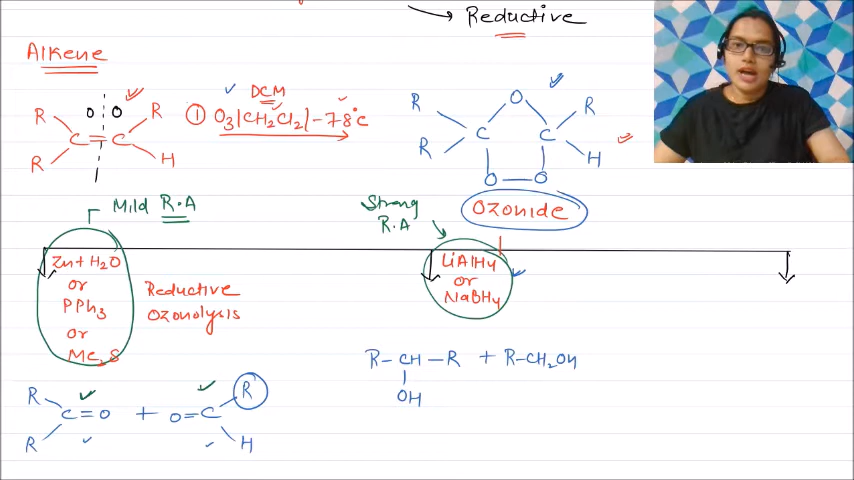 Reductive
Alkene
① O3/CH2Cl2/-78°C
DCM
R R
O O
C=C
R H
O
R R
C C
R H
O—O
Ozonide
Mild R.A
Strong
R.A
Zn+H2O
or
PPh3
or
Me2S
Reductive
Ozonolysis
LiAlH4
or
NaBH4
R-CH-R + R-CH2OH
OH
R R
C=O + O=C
R H